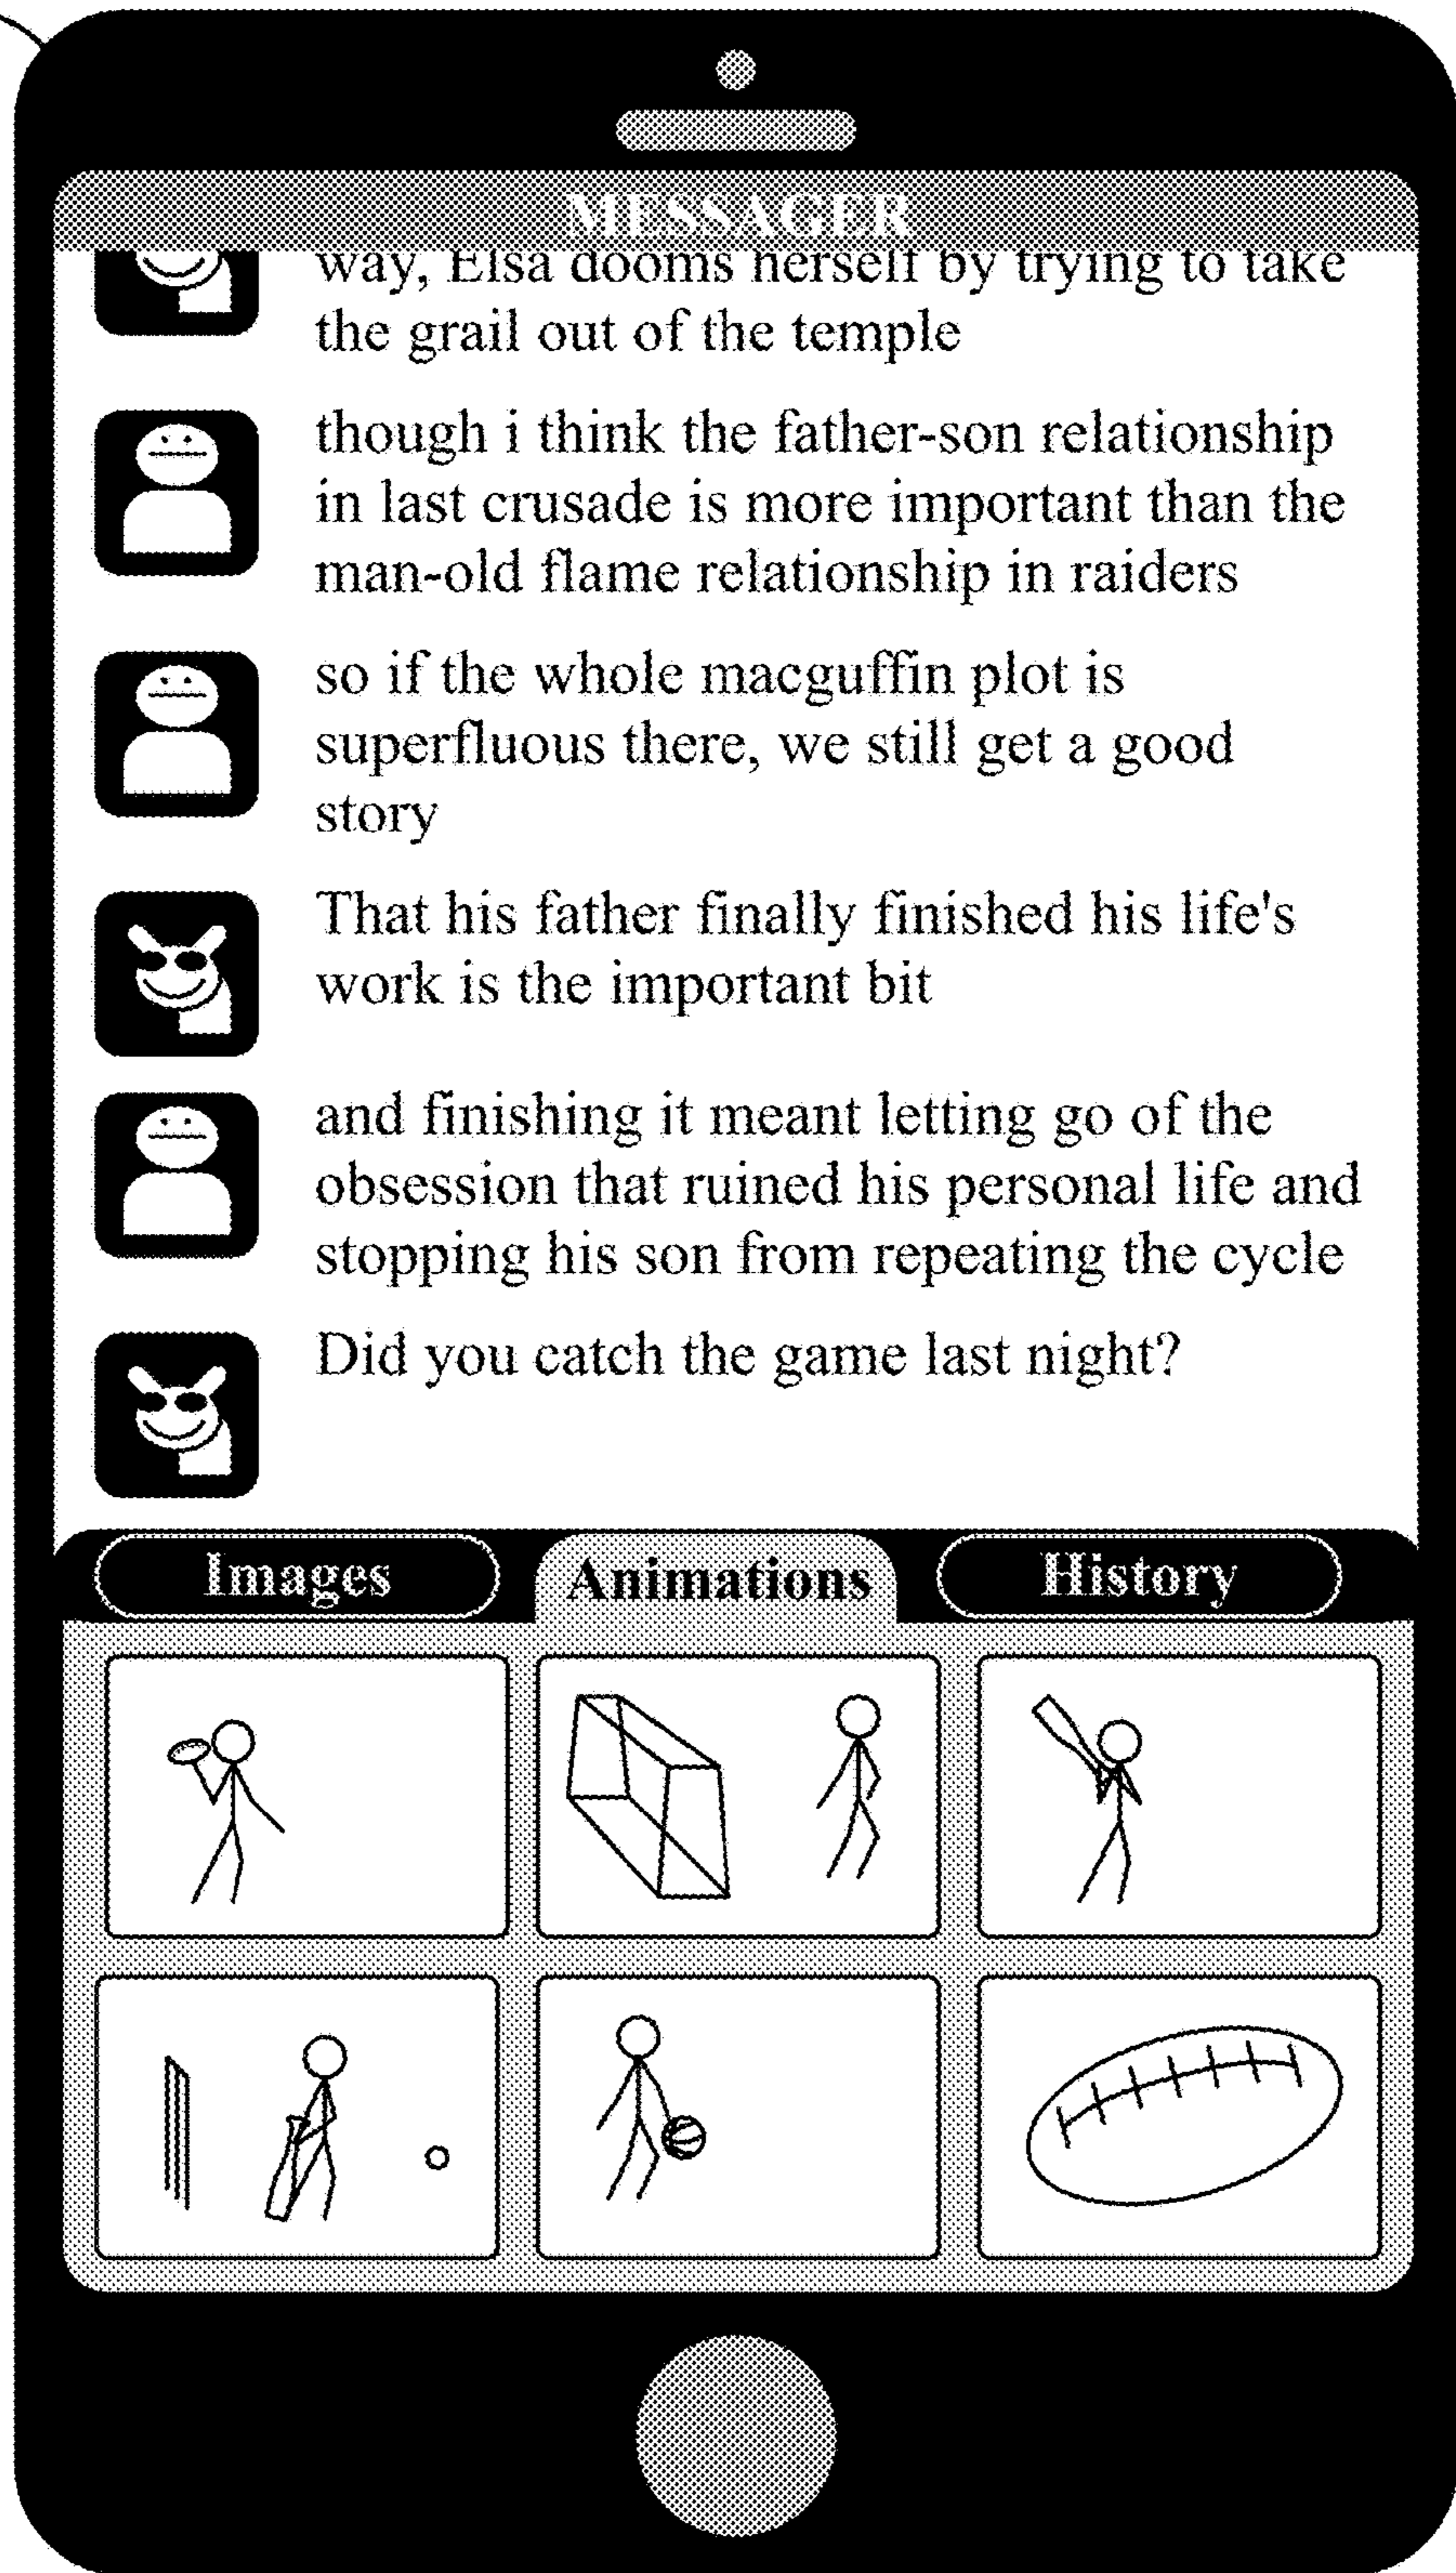 MESSAGER
way, Elsa dooms herself by trying to take
the grail out of the temple
though i think the father-son relationship
in last crusade is more important than the
man-old flame relationship in raiders
so if the whole macguffin plot is
superfluous there, we still get a good
story
That his father finally finished his life's
work is the important bit
and finishing it meant letting go of the
obsession that ruined his personal life and
stopping his son from repeating the cycle
Did you catch the game last night?
Images
Animations
History